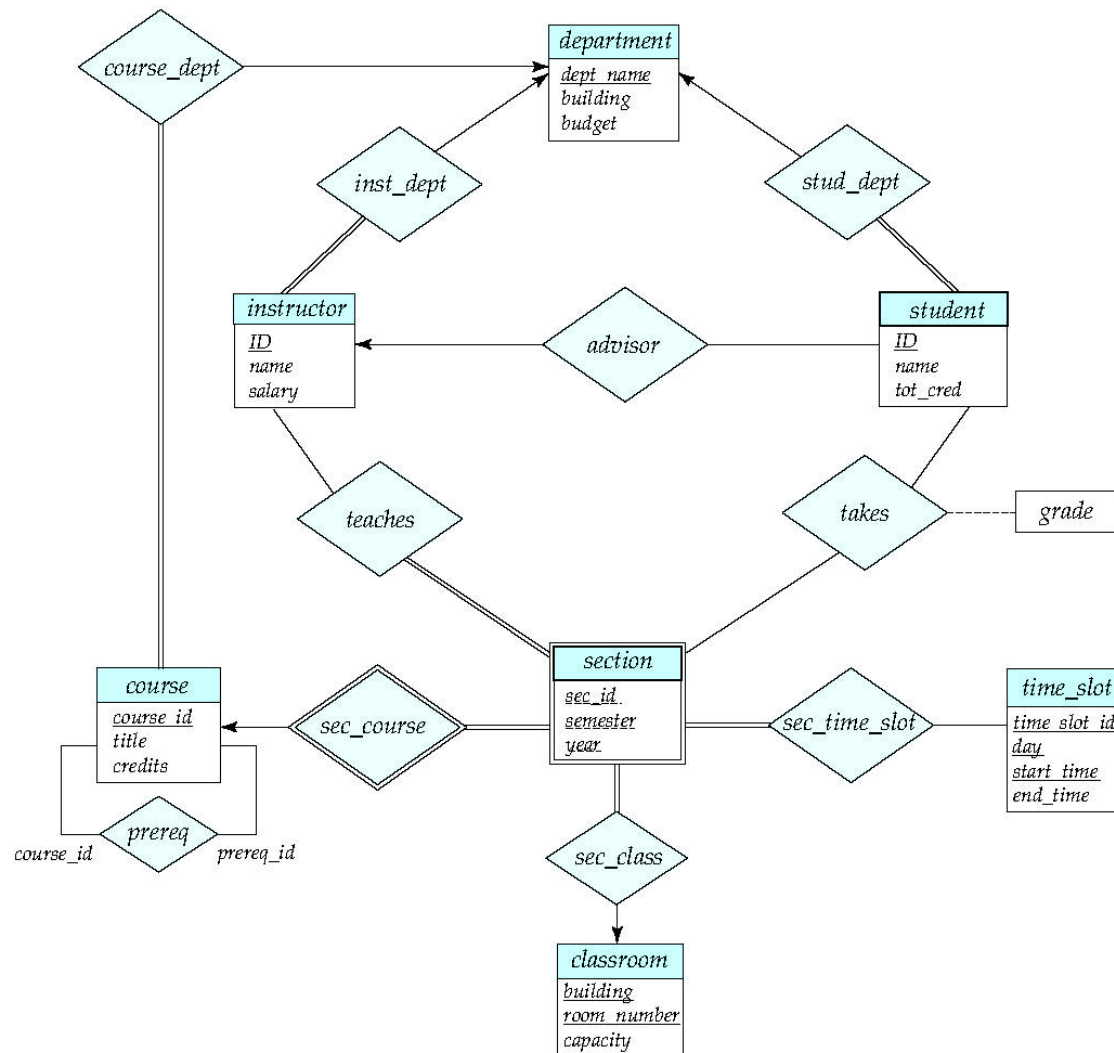 department
dept_name
building
budget
course_dept
inst_dept
stud_dept
instructor
ID
name
salary
advisor
student
ID
name
tot_cred
teaches
takes
grade
section
sec_id
semester
year
course
course_id
title
credits
sec_course
sec_time_slot
time_slot
time_slot_id
day
start_time
end_time
prereq
course_id
prereq_id
sec_class
classroom
building
room_number
capacity